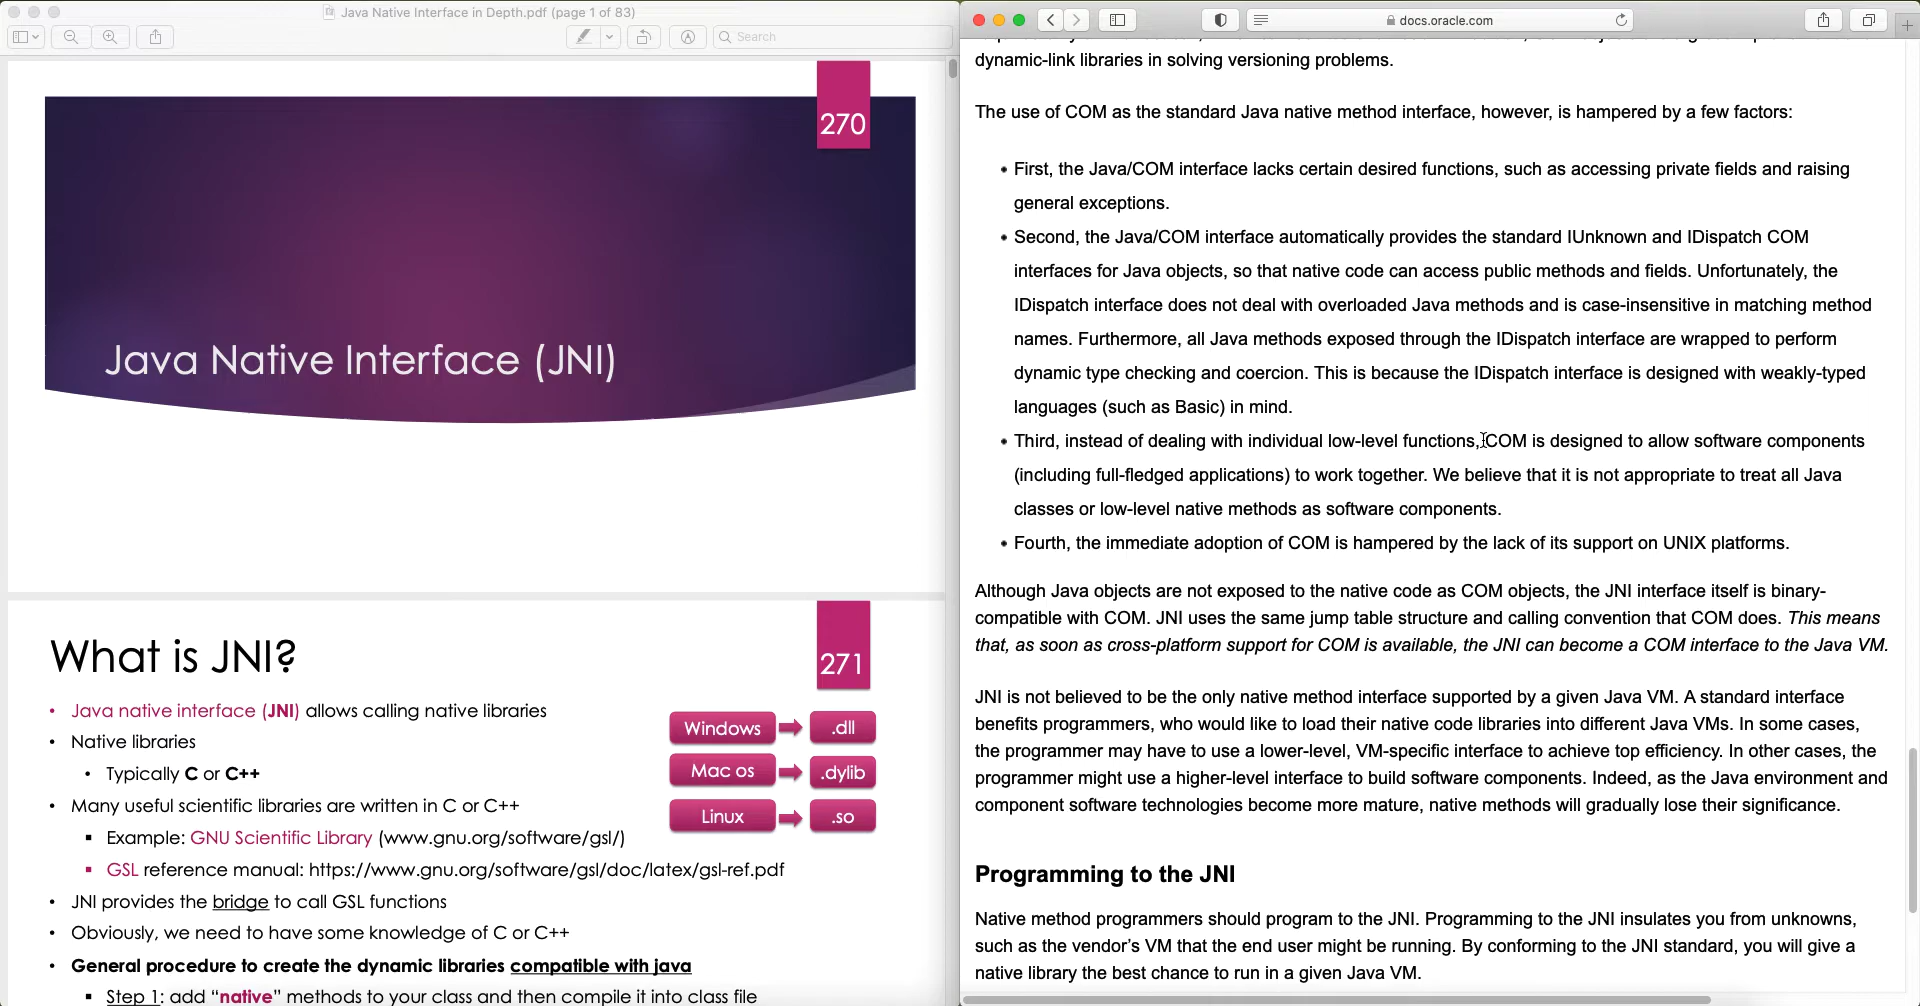 Java Native Interface in Depth.pdf (page 1 of 83)
Search
270
Java Native Interface (JNI)
What is JNI?
271
• Java native interface (JNI) allows calling native libraries
• Native libraries
• Typically C or C++
• Many useful scientific libraries are written in C or C++
▪ Example: GNU Scientific Library (www.gnu.org/software/gsl/)
▪ GSL reference manual: https://www.gnu.org/software/gsl/doc/latex/gsl-ref.pdf
• JNI provides the bridge to call GSL functions
• Obviously, we need to have some knowledge of C or C++
• General procedure to create the dynamic libraries compatible with java
▪ Step 1: add “native” methods to your class and then compile it into class file
Windows .dll
Mac os .dylib
Linux .so
docs.oracle.com
dynamic-link libraries in solving versioning problems.
The use of COM as the standard Java native method interface, however, is hampered by a few factors:
• First, the Java/COM interface lacks certain desired functions, such as accessing private fields and raising
general exceptions.
• Second, the Java/COM interface automatically provides the standard IUnknown and IDispatch COM
interfaces for Java objects, so that native code can access public methods and fields. Unfortunately, the
IDispatch interface does not deal with overloaded Java methods and is case-insensitive in matching method
names. Furthermore, all Java methods exposed through the IDispatch interface are wrapped to perform
dynamic type checking and coercion. This is because the IDispatch interface is designed with weakly-typed
languages (such as Basic) in mind.
• Third, instead of dealing with individual low-level functions, COM is designed to allow software components
(including full-fledged applications) to work together. We believe that it is not appropriate to treat all Java
classes or low-level native methods as software components.
• Fourth, the immediate adoption of COM is hampered by the lack of its support on UNIX platforms.
Although Java objects are not exposed to the native code as COM objects, the JNI interface itself is binary-
compatible with COM. JNI uses the same jump table structure and calling convention that COM does. This means
that, as soon as cross-platform support for COM is available, the JNI can become a COM interface to the Java VM.
JNI is not believed to be the only native method interface supported by a given Java VM. A standard interface
benefits programmers, who would like to load their native code libraries into different Java VMs. In some cases,
the programmer may have to use a lower-level, VM-specific interface to achieve top efficiency. In other cases, the
programmer might use a higher-level interface to build software components. Indeed, as the Java environment and
component software technologies become more mature, native methods will gradually lose their significance.
Programming to the JNI
Native method programmers should program to the JNI. Programming to the JNI insulates you from unknowns,
such as the vendor’s VM that the end user might be running. By conforming to the JNI standard, you will give a
native library the best chance to run in a given Java VM.